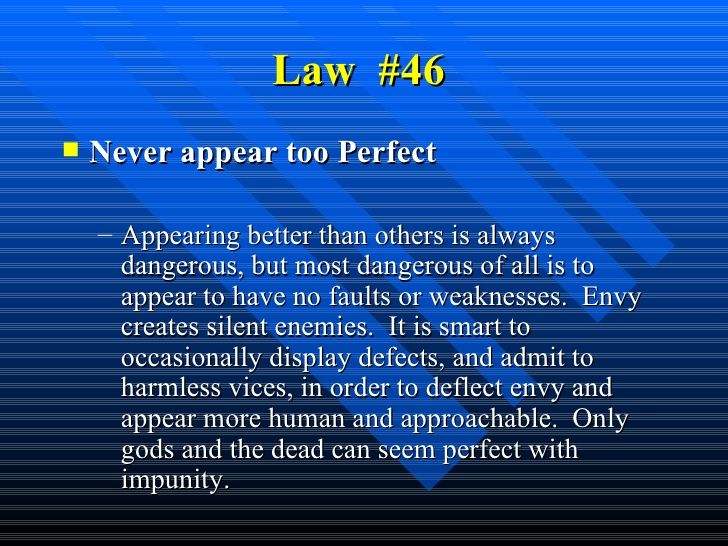 Law #46
Never appear too Perfect
– Appearing better than others is always
dangerous, but most dangerous of all is to
appear to have no faults or weaknesses. Envy
creates silent enemies. It is smart to
occasionally display defects, and admit to
harmless vices, in order to deflect envy and
appear more human and approachable. Only
gods and the dead can seem perfect with
impunity.